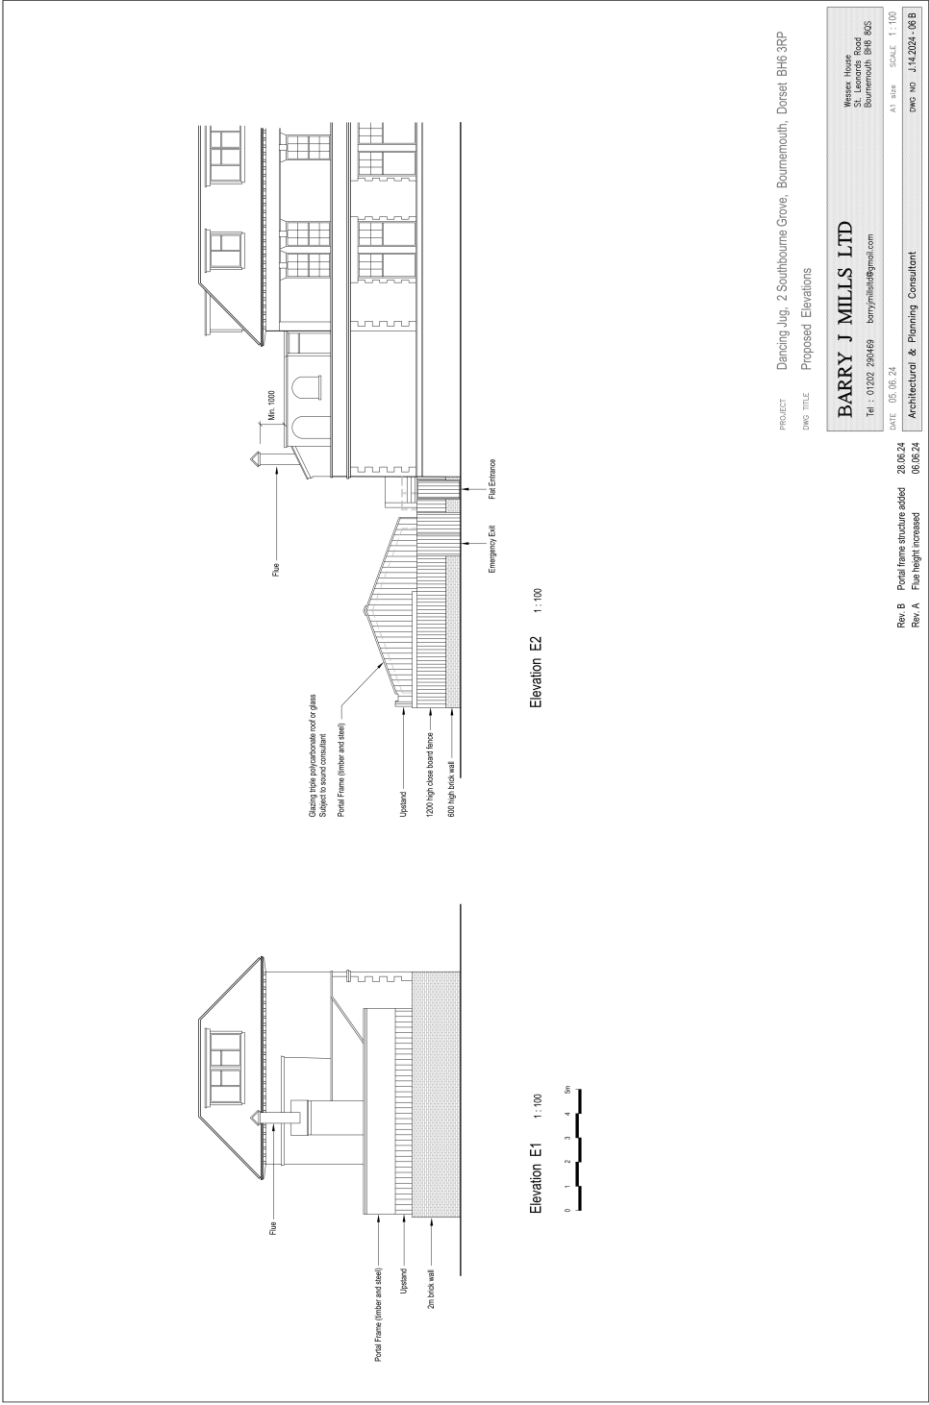 Flue
Portal Frame (timber and steel)
Upstand
2m brick wall
Elevation E1 1 : 100
0 1 2 3 4 5m
Glazing triple polycarbonate roof or glass
Subject to sound consultant
Portal Frame (timber and steel)
Upstand
1200 high close board fence
600 high brick wall
Flue
Min. 1000
Emergency Exit
Flat Entrance
Elevation E2 1 : 100
Rev. B Portal frame structure added 28.06.24
Rev. A Flue height increased 06.06.24
PROJECT Dancing Jug, 2 Southbourne Grove, Bournemouth, Dorset BH6 3RP
DWG TITLE Proposed Elevations
BARRY J MILLS LTD
Wessex House
St. Leonards Road
Bournemouth BH8 8QS
Tel : 01202 290469 barryjmillsltd@gmail.com
DATE 05.06.24 A1 size SCALE 1 : 100
Architectural & Planning Consultant DWG NO J.14.2024 - 06 B